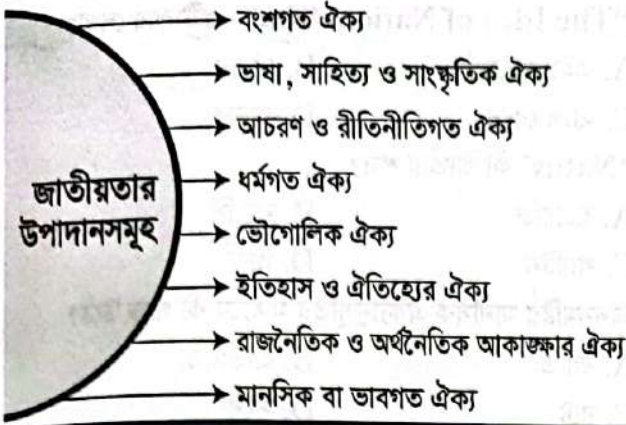 বংশগত ঐক্য
ভাষা, সাহিত্য ও সাংস্কৃতিক ঐক্য
আচরণ ও রীতিনীতিগত ঐক্য
জাতীয়তার
উপাদানসমূহ
ধর্মগত ঐক্য
ভৌগোলিক ঐক্য
ইতিহাস ও ঐতিহ্যের ঐক্য
রাজনৈতিক ও অর্থনৈতিক আকাঙ্ক্ষার ঐক্য
মানসিক বা ভাবগত ঐক্য